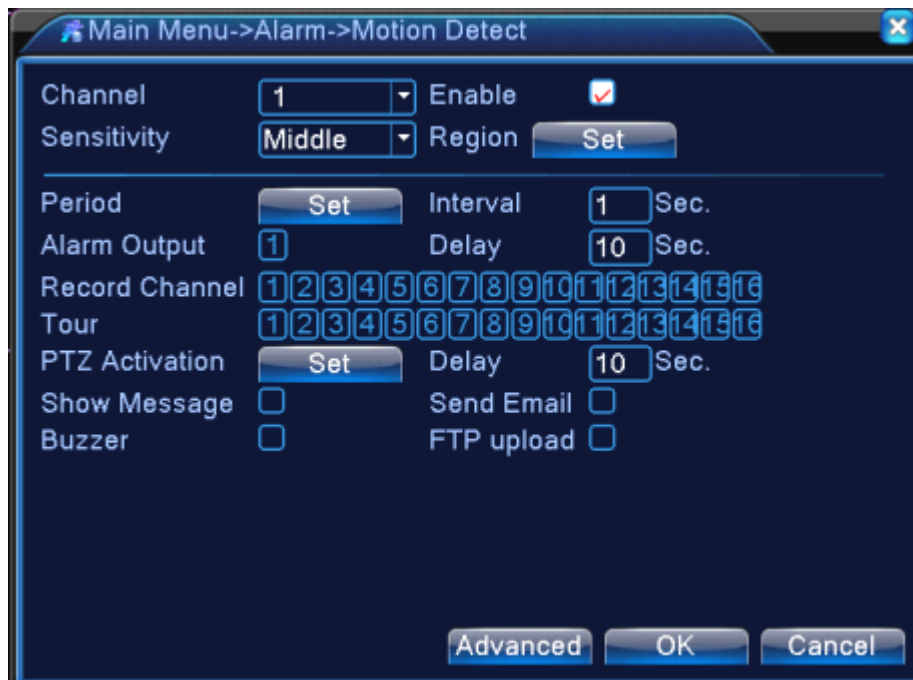 Main Menu->Alarm->Motion Detect
Channel 1 Enable
Sensitivity Middle Region Set
Period Set Interval 1 Sec.
Alarm Output 1 Delay 10 Sec.
Record Channel 1 2 3 4 5 6 7 8 9 10 11 12 13 14 15 16
Tour 1 2 3 4 5 6 7 8 9 10 11 12 13 14 15 16
PTZ Activation Set Delay 10 Sec.
Show Message Send Email
Buzzer FTP upload
Advanced OK Cancel